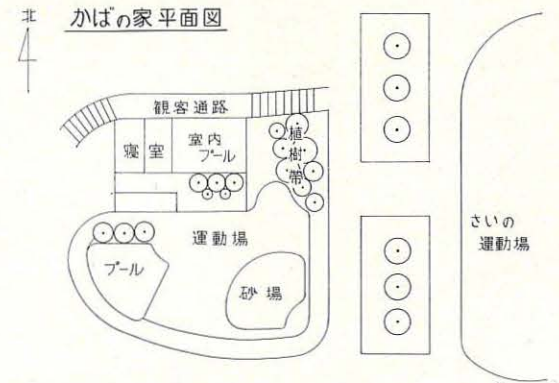 北
かばの家平面図
観客通路
寝室
室内
プール
植樹帯
運動場
プール
砂場
さいの
運動場